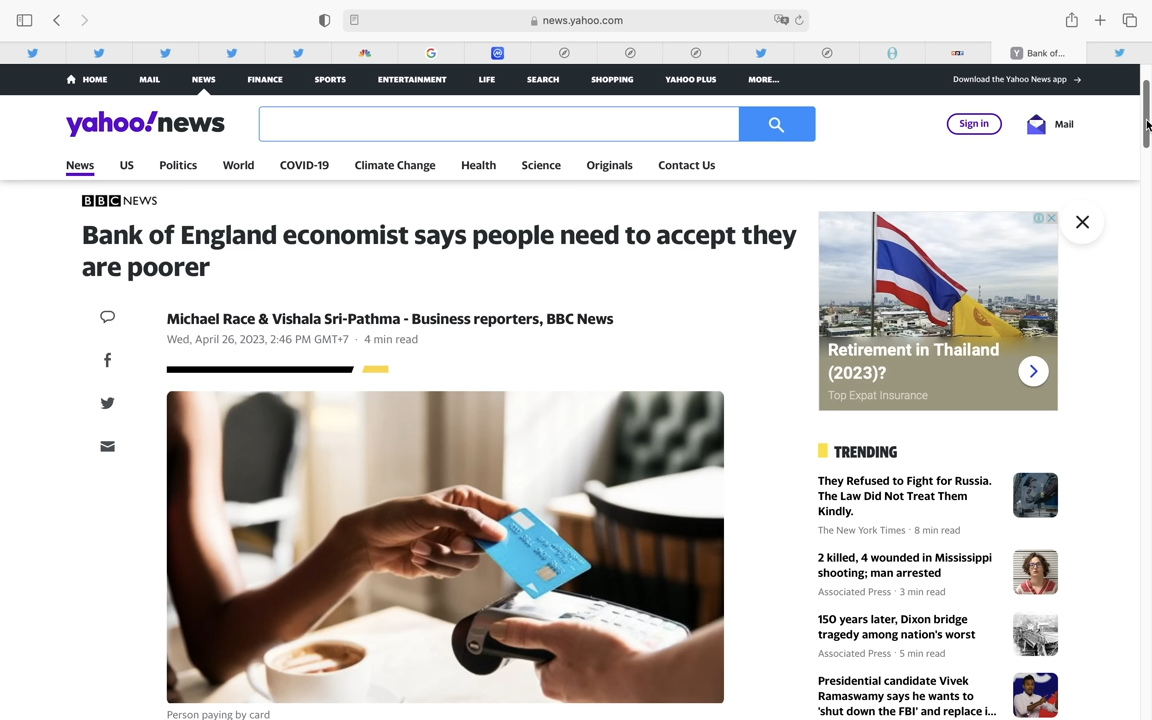 news.yahoo.com
Bank of...
HOME MAIL NEWS FINANCE SPORTS ENTERTAINMENT LIFE SEARCH SHOPPING YAHOO PLUS MORE... Download the Yahoo News app →
yahoo!news
Sign in Mail
News US Politics World COVID-19 Climate Change Health Science Originals Contact Us
BBC NEWS
Bank of England economist says people need to accept they
are poorer
Michael Race & Vishala Sri-Pathma - Business reporters, BBC News
Wed, April 26, 2023, 2:46 PM GMT+7 · 4 min read
Person paying by card
Retirement in Thailand
(2023)?
Top Expat Insurance
TRENDING
They Refused to Fight for Russia.
The Law Did Not Treat Them
Kindly.
The New York Times · 8 min read
2 killed, 4 wounded in Mississippi
shooting; man arrested
Associated Press · 3 min read
150 years later, Dixon bridge
tragedy among nation's worst
Associated Press · 5 min read
Presidential candidate Vivek
Ramaswamy says he wants to
'shut down the FBI' and replace i...